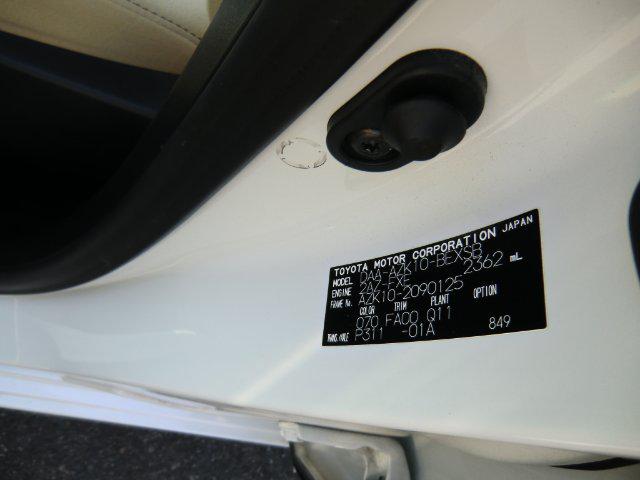 TOYOTA MOTOR CORPORATION JAPAN
MODEL DAA-AZK10-BEXSB
ENGINE 2AZ-FXE 2362 mL
FRAME No. AZK10-2090125
COLOR TRIM PLANT OPTION
070 FA00 Q11
TRANS./AXLE P311 -01A 849